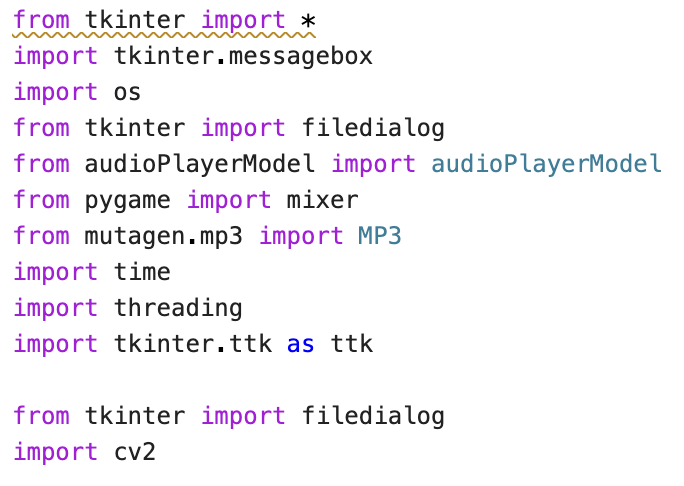 from tkinter import *
import tkinter.messagebox
import os
from tkinter import filedialog
from audioPlayerModel import audioPlayerModel
from pygame import mixer
from mutagen.mp3 import MP3
import time
import threading
import tkinter.ttk as ttk
from tkinter import filedialog
import cv2